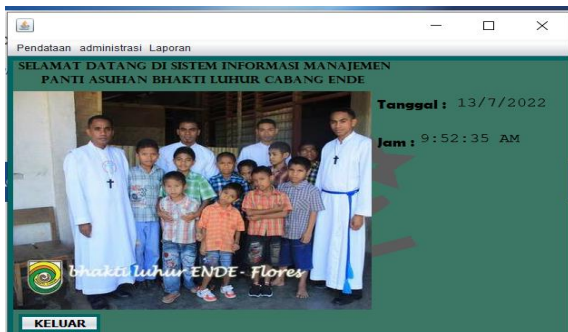 Pendataan administrasi Laporan
SELAMAT DATANG DI SISTEM INFORMASI MANAJEMEN
PANTI ASUHAN BHAKTI LUHUR CABANG ENDE
Tanggal : 13/7/2022
Jam : 9:52:35 AM
bhakti luhur ENDE - Flores
KELUAR